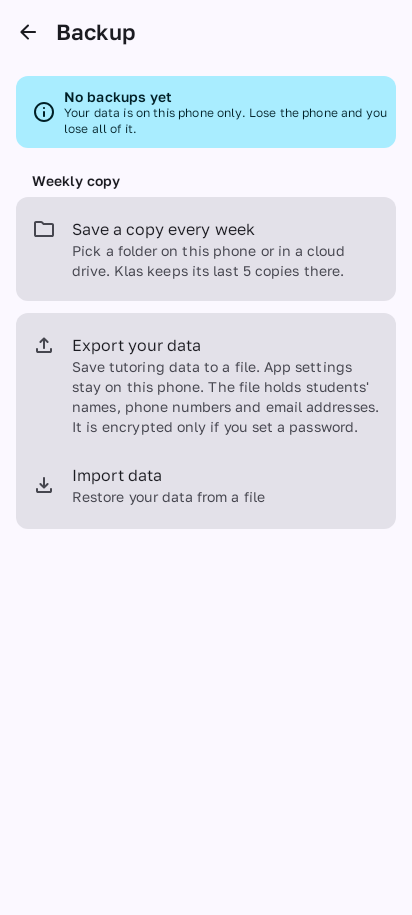 Backup
No backups yet
Your data is on this phone only. Lose the phone and you
lose all of it.
Weekly copy
Save a copy every week
Pick a folder on this phone or in a cloud
drive. Klas keeps its last 5 copies there.
Export your data
Save tutoring data to a file. App settings
stay on this phone. The file holds students'
names, phone numbers and email addresses.
It is encrypted only if you set a password.
Import data
Restore your data from a file